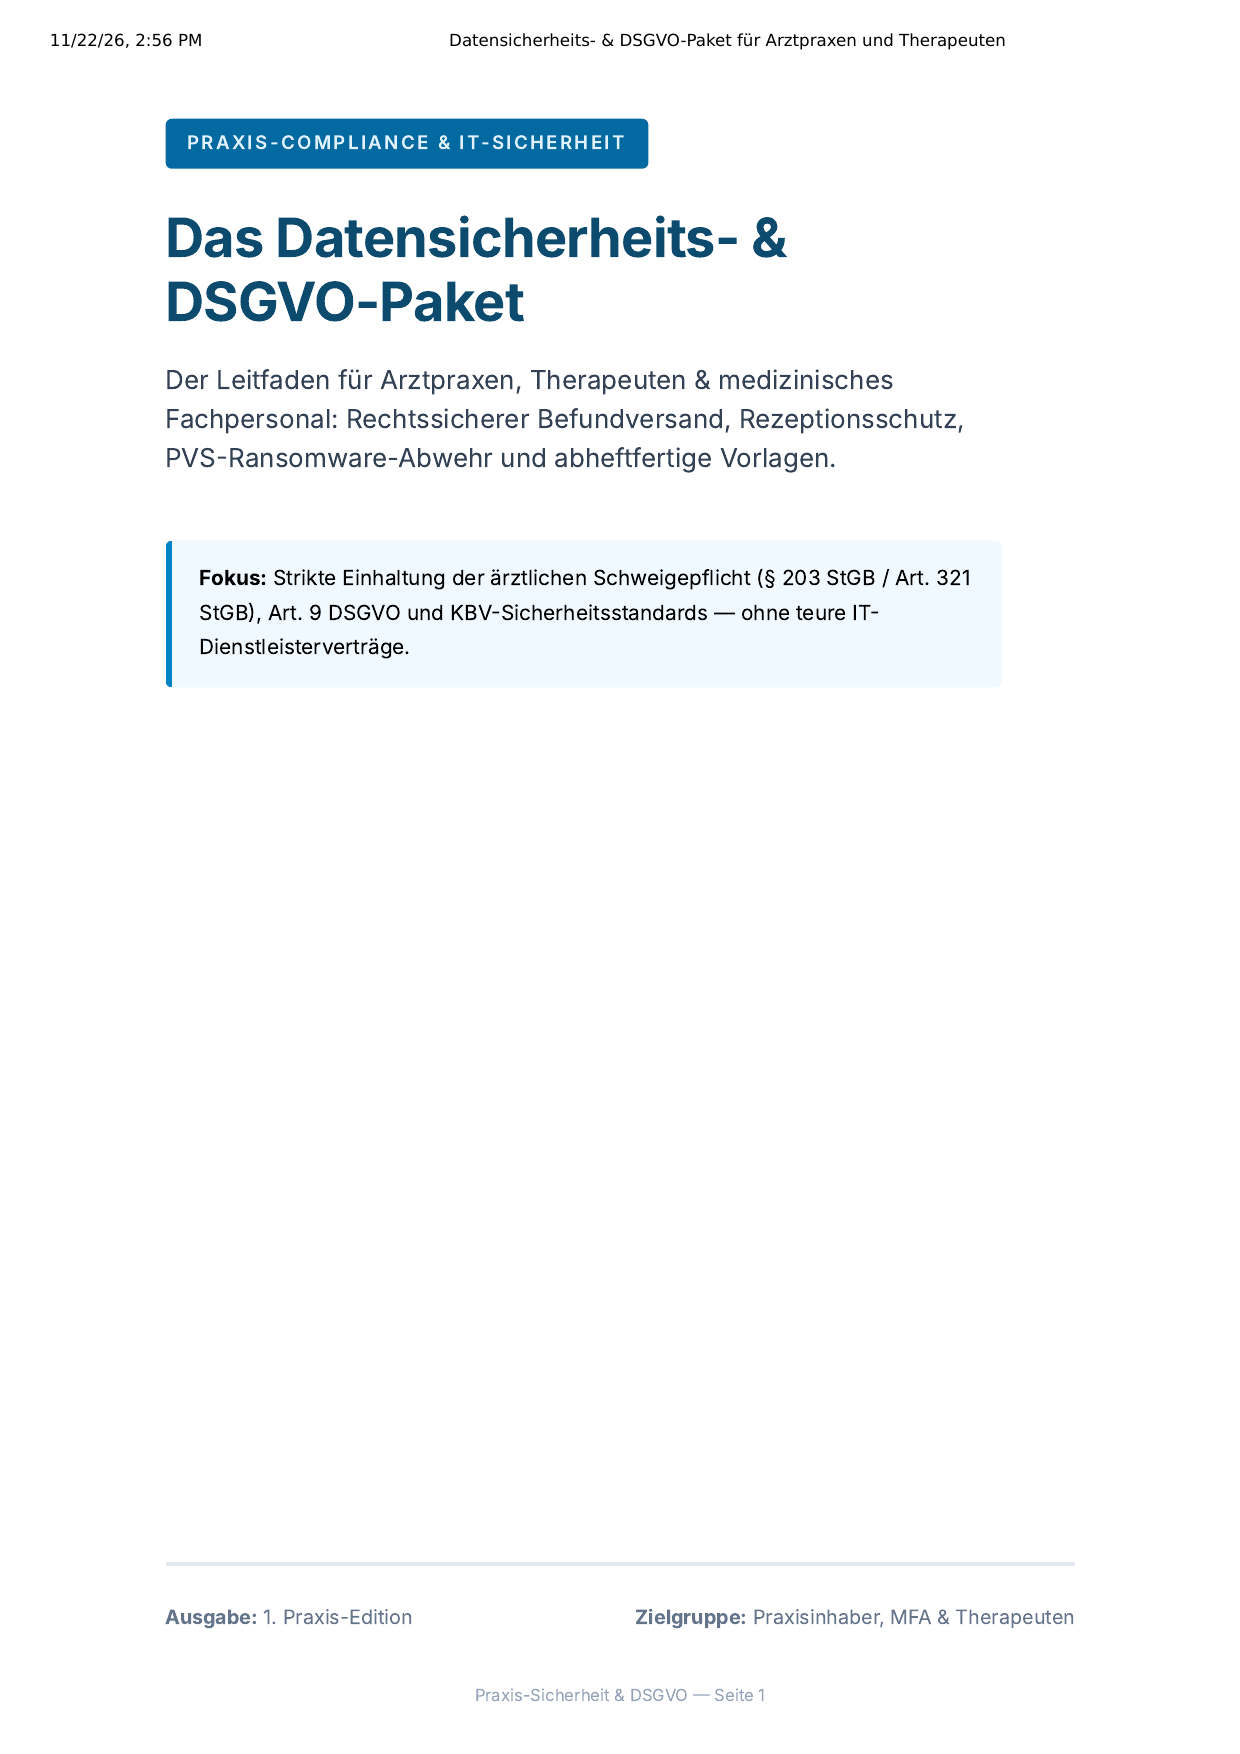 11/22/26, 2:56 PM
Datensicherheits- & DSGVO-Paket für Arztpraxen und Therapeuten
PRAXIS-COMPLIANCE & IT-SICHERHEIT
Das Datensicherheits- &
DSGVO-Paket
Der Leitfaden für Arztpraxen, Therapeuten & medizinisches
Fachpersonal: Rechtssicherer Befundversand, Rezeptionsschutz,
PVS-Ransomware-Abwehr und abheftfertige Vorlagen.
Fokus: Strikte Einhaltung der ärztlichen Schweigepflicht (§ 203 StGB / Art. 321
StGB), Art. 9 DSGVO und KBV-Sicherheitsstandards — ohne teure IT-
Dienstleisterverträge.
Ausgabe: 1. Praxis-Edition
Zielgruppe: Praxisinhaber, MFA & Therapeuten
Praxis-Sicherheit & DSGVO — Seite 1